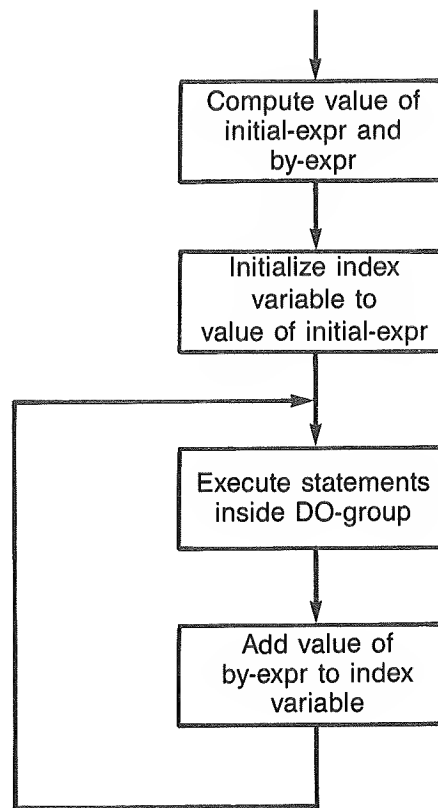 Compute value of
initial-expr and
by-expr
Initialize index
variable to
value of initial-expr
Execute statements
inside DO-group
Add value of
by-expr to index
variable